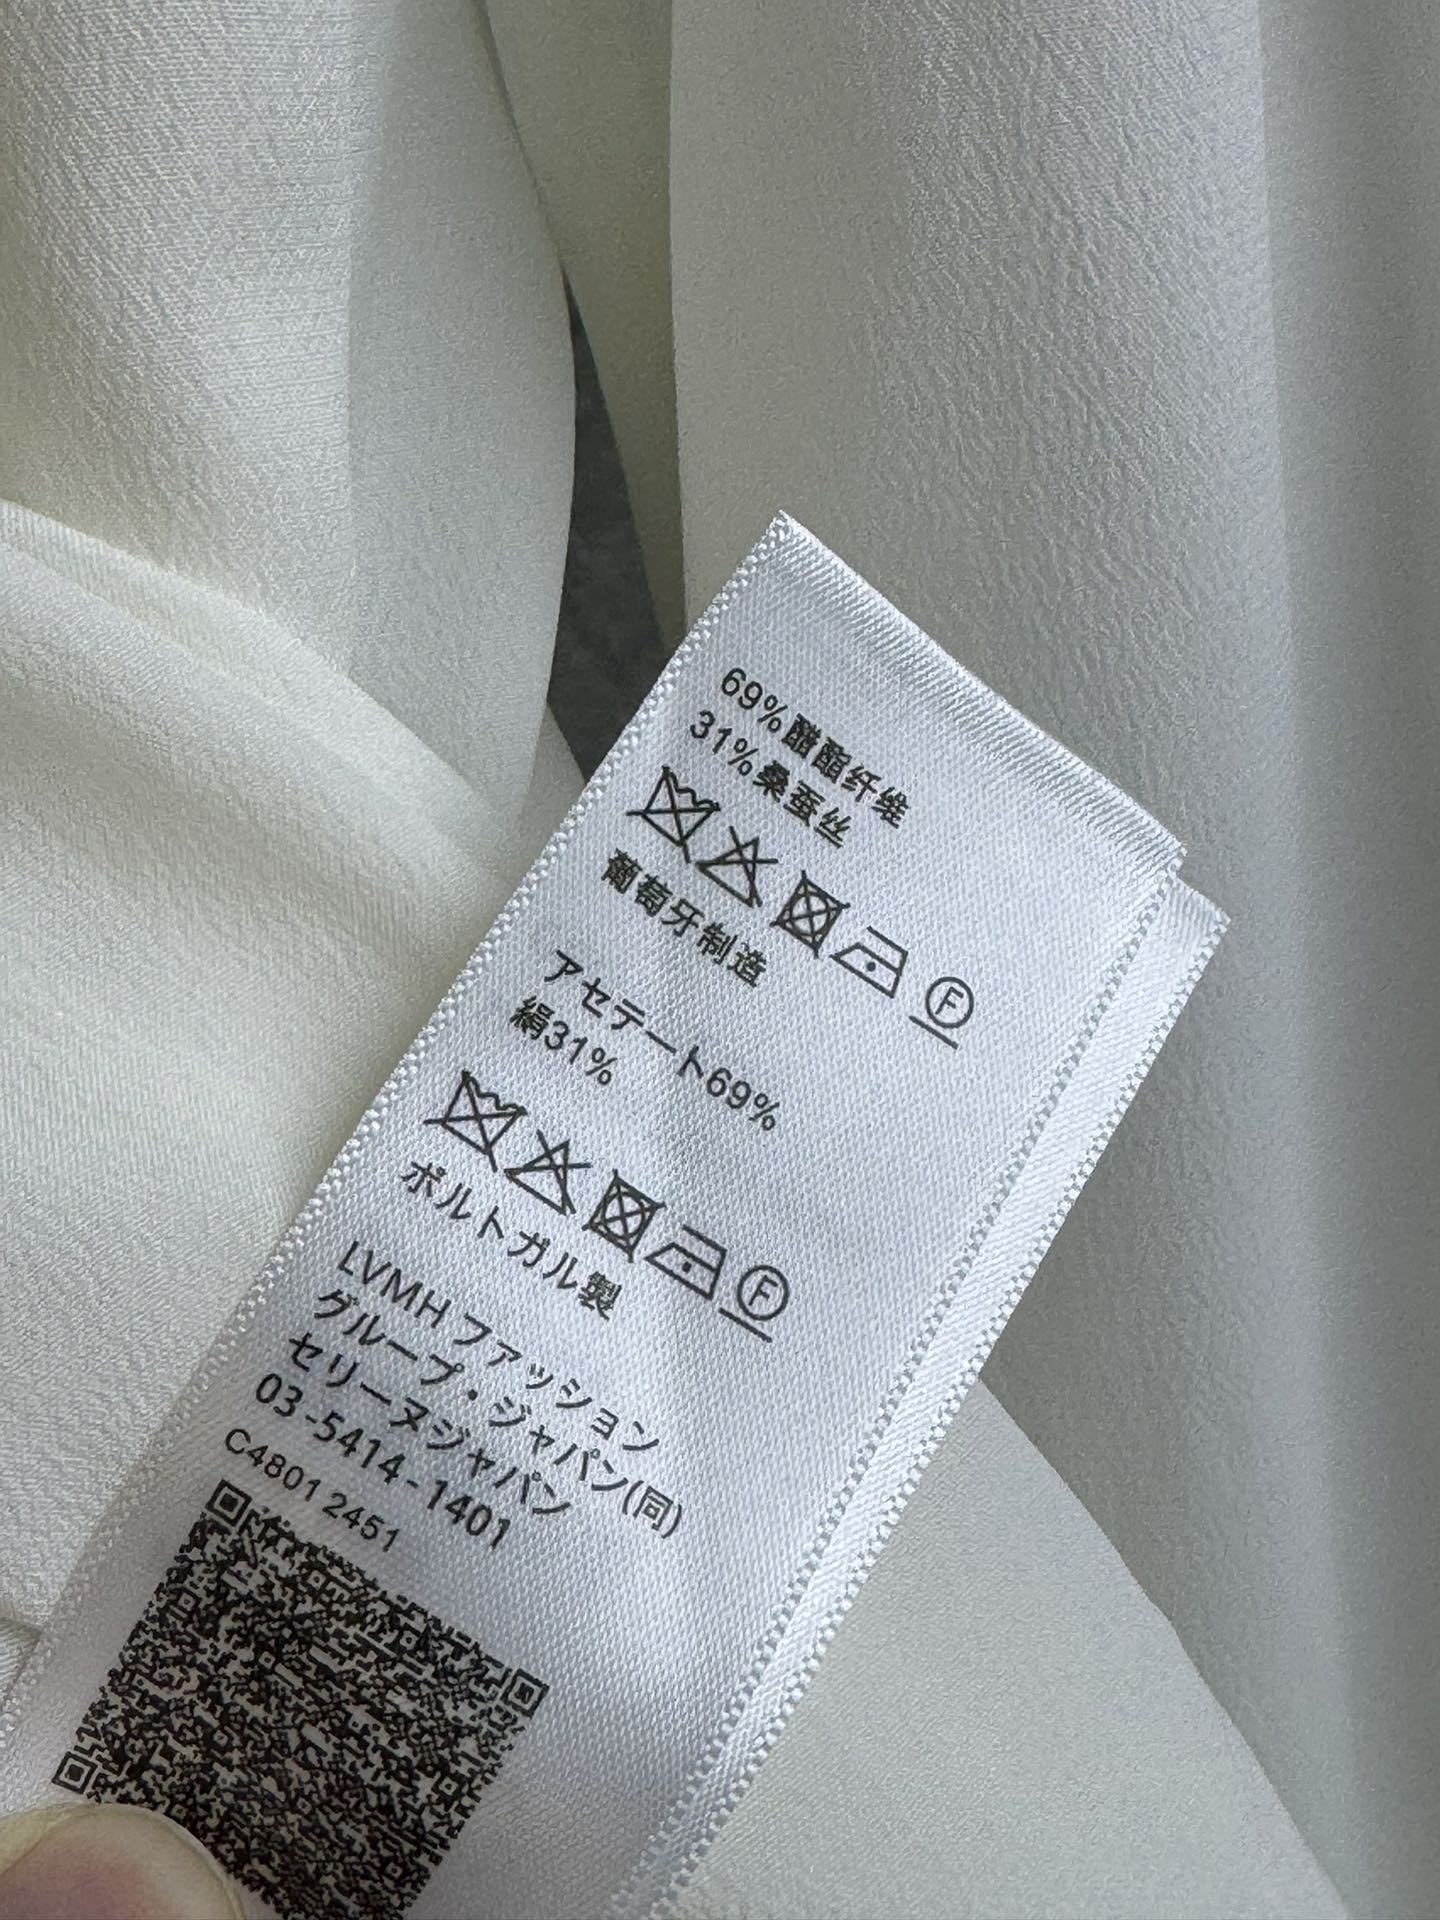 69%醋酯纤维
31%桑蚕丝
F
葡萄牙制造
アセテート69%
絹31%
F
ポルトガル製
LVMH ファッション
グループ・ジャパン(同)
セリーヌジャパン
03-5414-1401
C4801 2451